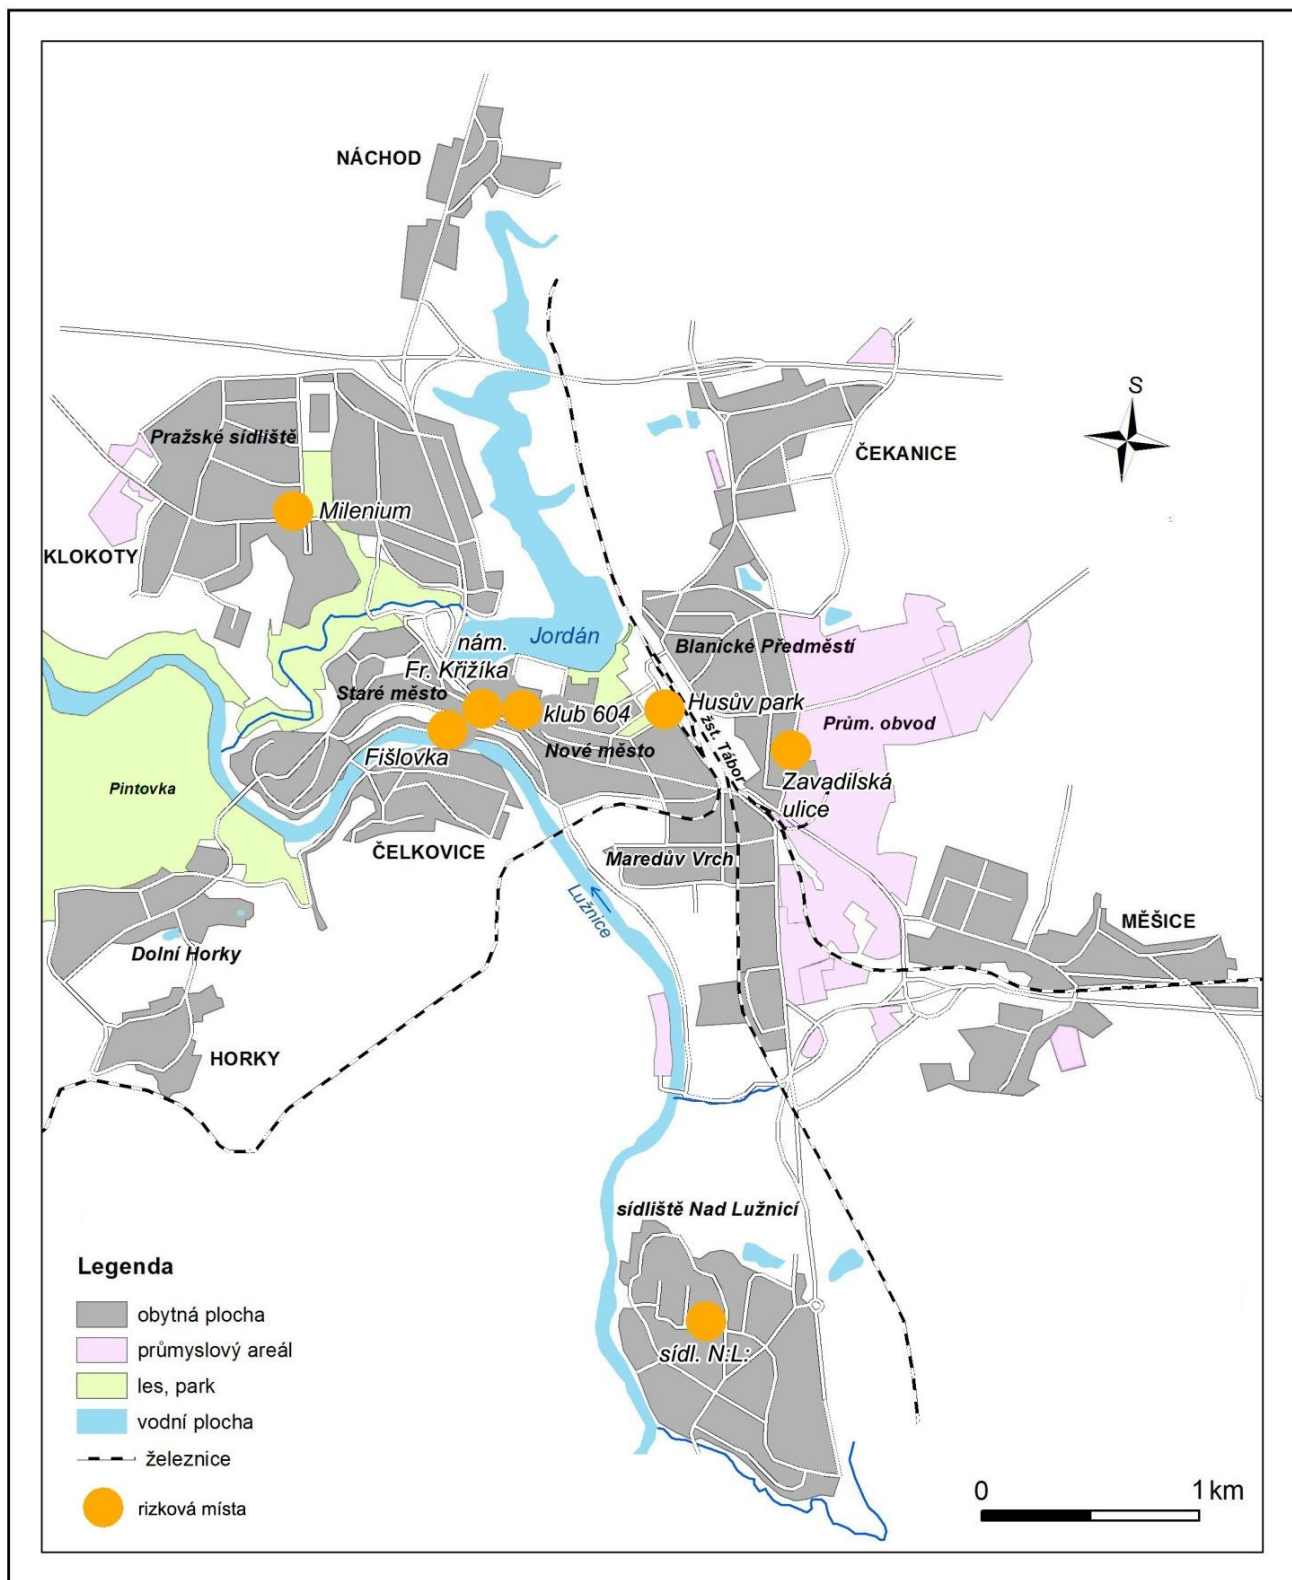 NÁCHOD
S
Pražské sídliště
ČEKANICE
Milenium
KLOKOTY
nám.
Fr. Křižíka
Jordán
Blanické Předměstí
Staré město
klub 604
Husův park
Prům. obvod
Fišlovka
Nové město
žst. Tábor
Zavadilská
ulice
Pintovka
ČELKOVICE
Maredův Vrch
Lužnice
MĚŠICE
Dolní Horky
HORKY
sídliště Nad Lužnicí
sídl. N.L.:
Legenda
obytná plocha
průmyslový areál
les, park
vodní plocha
železnice
rizková místa
0 1 km